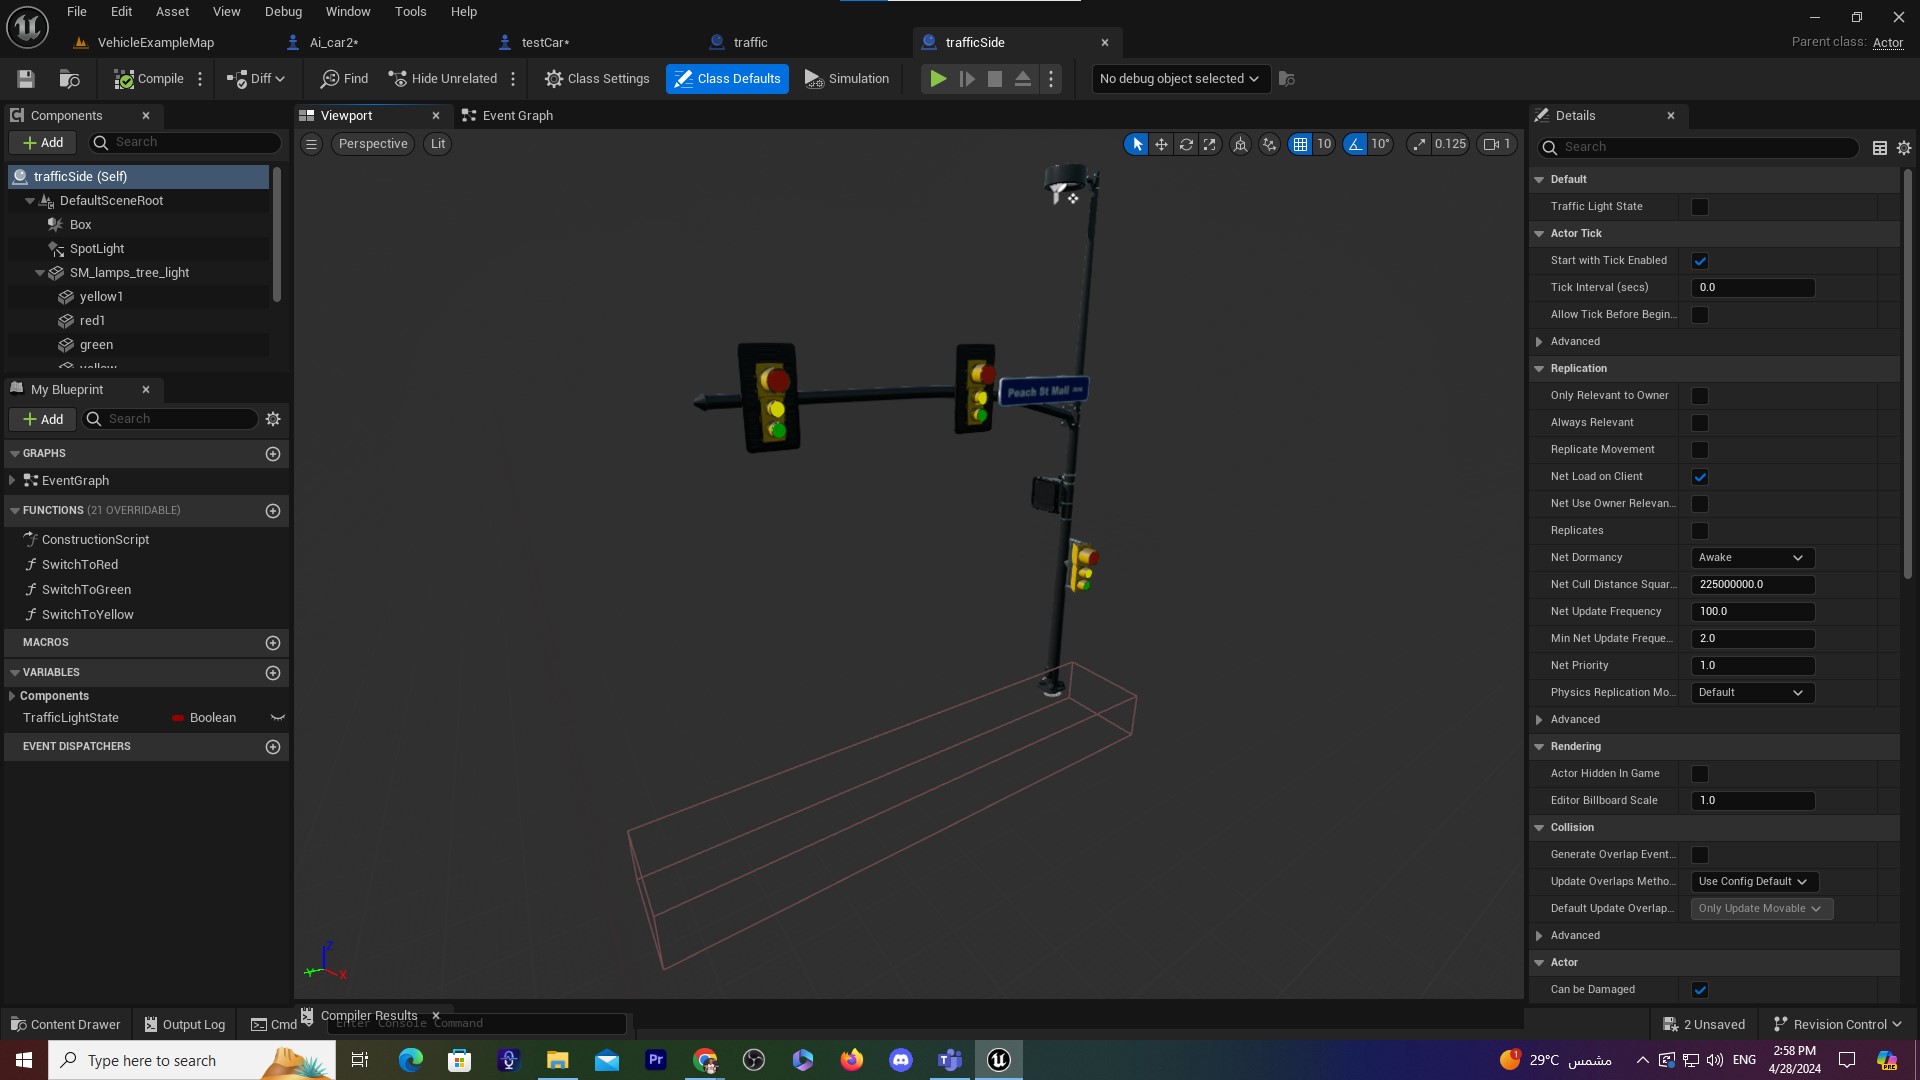 File Edit Asset View Debug Window Tools Help
VehicleExampleMap Ai_car2* testCar* traffic trafficSide
Parent class: Actor
Compile Diff Find Hide Unrelated Class Settings Class Defaults Simulation No debug object selected
Components
Add Search
trafficSide (Self)
DefaultSceneRoot
Box
SpotLight
SM_lamps_tree_light
yellow1
red1
green
yellow
My Blueprint
Add Search
GRAPHS
EventGraph
FUNCTIONS (21 OVERRIDABLE)
ConstructionScript
SwitchToRed
SwitchToGreen
SwitchToYellow
MACROS
VARIABLES
Components
TrafficLightState Boolean
EVENT DISPATCHERS
Viewport Event Graph
Perspective Lit 10 10° 0.125 1
Peach St Mall
Z
Y X
Compiler Results
Details
Search
Default
Traffic Light State
Actor Tick
Start with Tick Enabled
Tick Interval (secs) 0.0
Allow Tick Before Begin...
Advanced
Replication
Only Relevant to Owner
Always Relevant
Replicate Movement
Net Load on Client
Net Use Owner Relevan...
Replicates
Net Dormancy Awake
Net Cull Distance Squar... 225000000.0
Net Update Frequency 100.0
Min Net Update Freque... 2.0
Net Priority 1.0
Physics Replication Mo... Default
Advanced
Rendering
Actor Hidden In Game
Editor Billboard Scale 1.0
Collision
Generate Overlap Event...
Update Overlaps Metho... Use Config Default
Default Update Overlap... Only Update Movable
Advanced
Actor
Can be Damaged
Content Drawer Output Log Cmd Enter Console Command 2 Unsaved Revision Control
Type here to search
Pr
1 29°C مشمس ENG
2:58 PM
4/28/2024
PRE